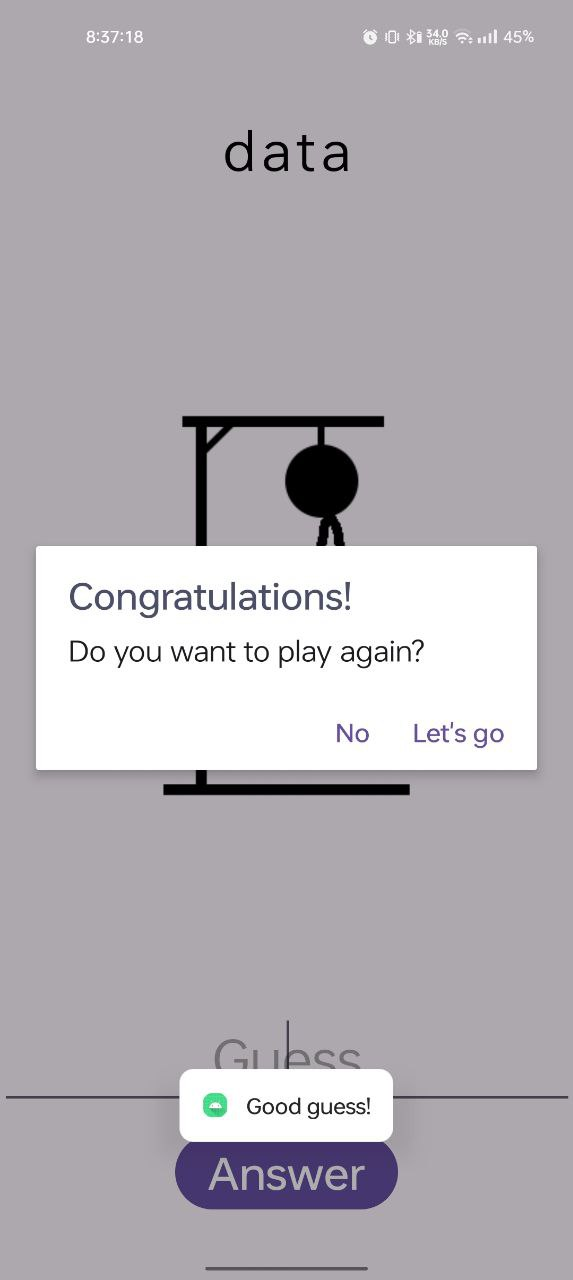 8:37:18 34.0 KB/S 45%
data
Congratulations!
Do you want to play again?
No Let's go
Guess
Good guess!
Answer